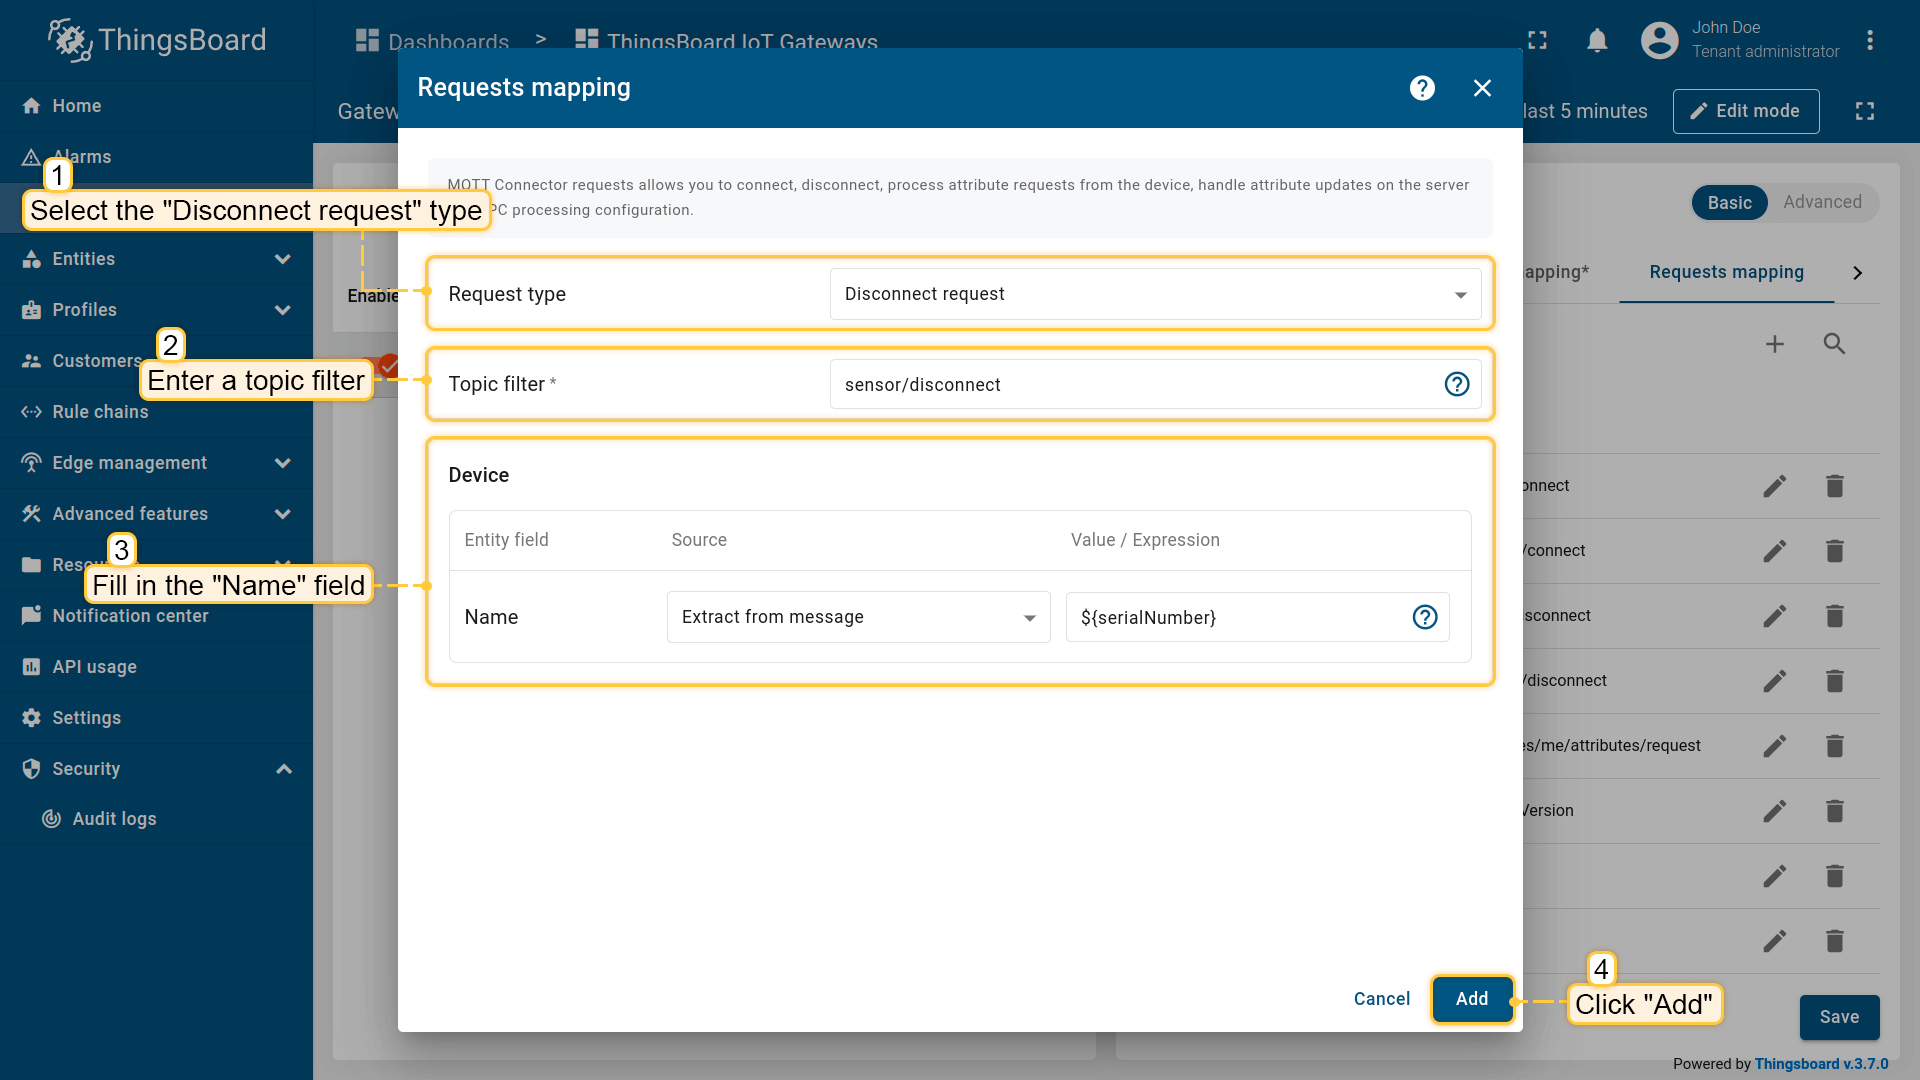 ThingsBoard
Dashboards > ThingsBoard IoT Gateways
John Doe
Tenant administrator
Home
Alarms
Entities
Profiles
Customers
Rule chains
Edge management
Advanced features
Notification center
API usage
Settings
Security
Audit logs
last 5 minutes
Edit mode
Basic
Advanced
Requests mapping
MQTT Connector requests allows you to connect, disconnect, process attribute requests from the device, handle attribute updates on the server
PC processing configuration.
1
Select the "Disconnect request" type
Request type
Disconnect request
2
Enter a topic filter
Topic filter *
sensor/disconnect
Device
Entity field
Source
Value / Expression
3
Fill in the "Name" field
Name
Extract from message
${serialNumber}
Cancel
Add
4
Click "Add"
apping*
Requests mapping
onnect
/connect
sconnect
/disconnect
es/me/attributes/request
Version
Save
Powered by Thingsboard v.3.7.0